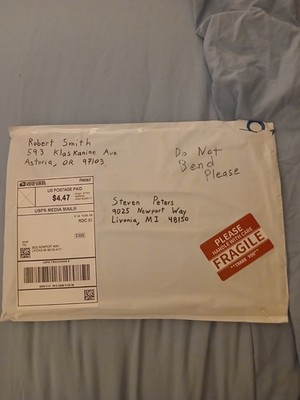 Robert Smith
593 Klaskanine Ave
Astoria, OR 97103
Do Not
Bend
Please
US POSTAGE PAID
$4.47
USPS MEDIA MAIL®
Steven Peters
9025 Newport Way
Livonia, MI 48150
PLEASE
HANDLE WITH CARE
FRAGILE
**THANK YOU**